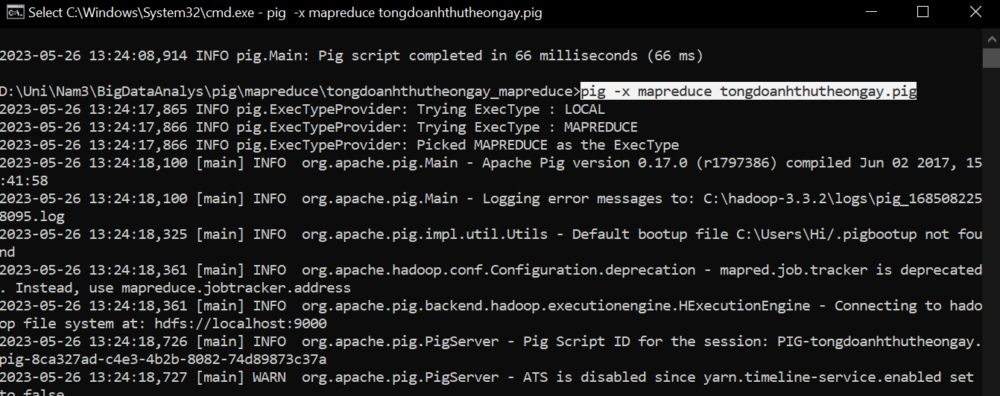 Select C:\Windows\System32\cmd.exe - pig  -x mapreduce tongdoanhthutheongay.pig
2023-05-26 13:24:08,914 INFO pig.Main: Pig script completed in 66 milliseconds (66 ms)
D:\Uni\Nam3\BigDataAnalys\pig\mapreduce\tongdoanhthutheongay_mapreduce>pig -x mapreduce tongdoanhthutheongay.pig
2023-05-26 13:24:17,865 INFO pig.ExecTypeProvider: Trying ExecType : LOCAL
2023-05-26 13:24:17,866 INFO pig.ExecTypeProvider: Trying ExecType : MAPREDUCE
2023-05-26 13:24:17,866 INFO pig.ExecTypeProvider: Picked MAPREDUCE as the ExecType
2023-05-26 13:24:18,100 [main] INFO  org.apache.pig.Main - Apache Pig version 0.17.0 (r1797386) compiled Jun 02 2017, 15
:41:58
2023-05-26 13:24:18,100 [main] INFO  org.apache.pig.Main - Logging error messages to: C:\hadoop-3.3.2\logs\pig_168508225
8095.log
2023-05-26 13:24:18,325 [main] INFO  org.apache.pig.impl.util.Utils - Default bootup file C:\Users\Hi/.pigbootup not fou
nd
2023-05-26 13:24:18,361 [main] INFO  org.apache.hadoop.conf.Configuration.deprecation - mapred.job.tracker is deprecated
. Instead, use mapreduce.jobtracker.address
2023-05-26 13:24:18,361 [main] INFO  org.apache.pig.backend.hadoop.executionengine.HExecutionEngine - Connecting to hado
op file system at: hdfs://localhost:9000
2023-05-26 13:24:18,726 [main] INFO  org.apache.pig.PigServer - Pig Script ID for the session: PIG-tongdoanhthutheongay.
pig-8ca327ad-c4e3-4b2b-8082-74d89873c37a
2023-05-26 13:24:18,727 [main] WARN  org.apache.pig.PigServer - ATS is disabled since yarn.timeline-service.enabled set
to false